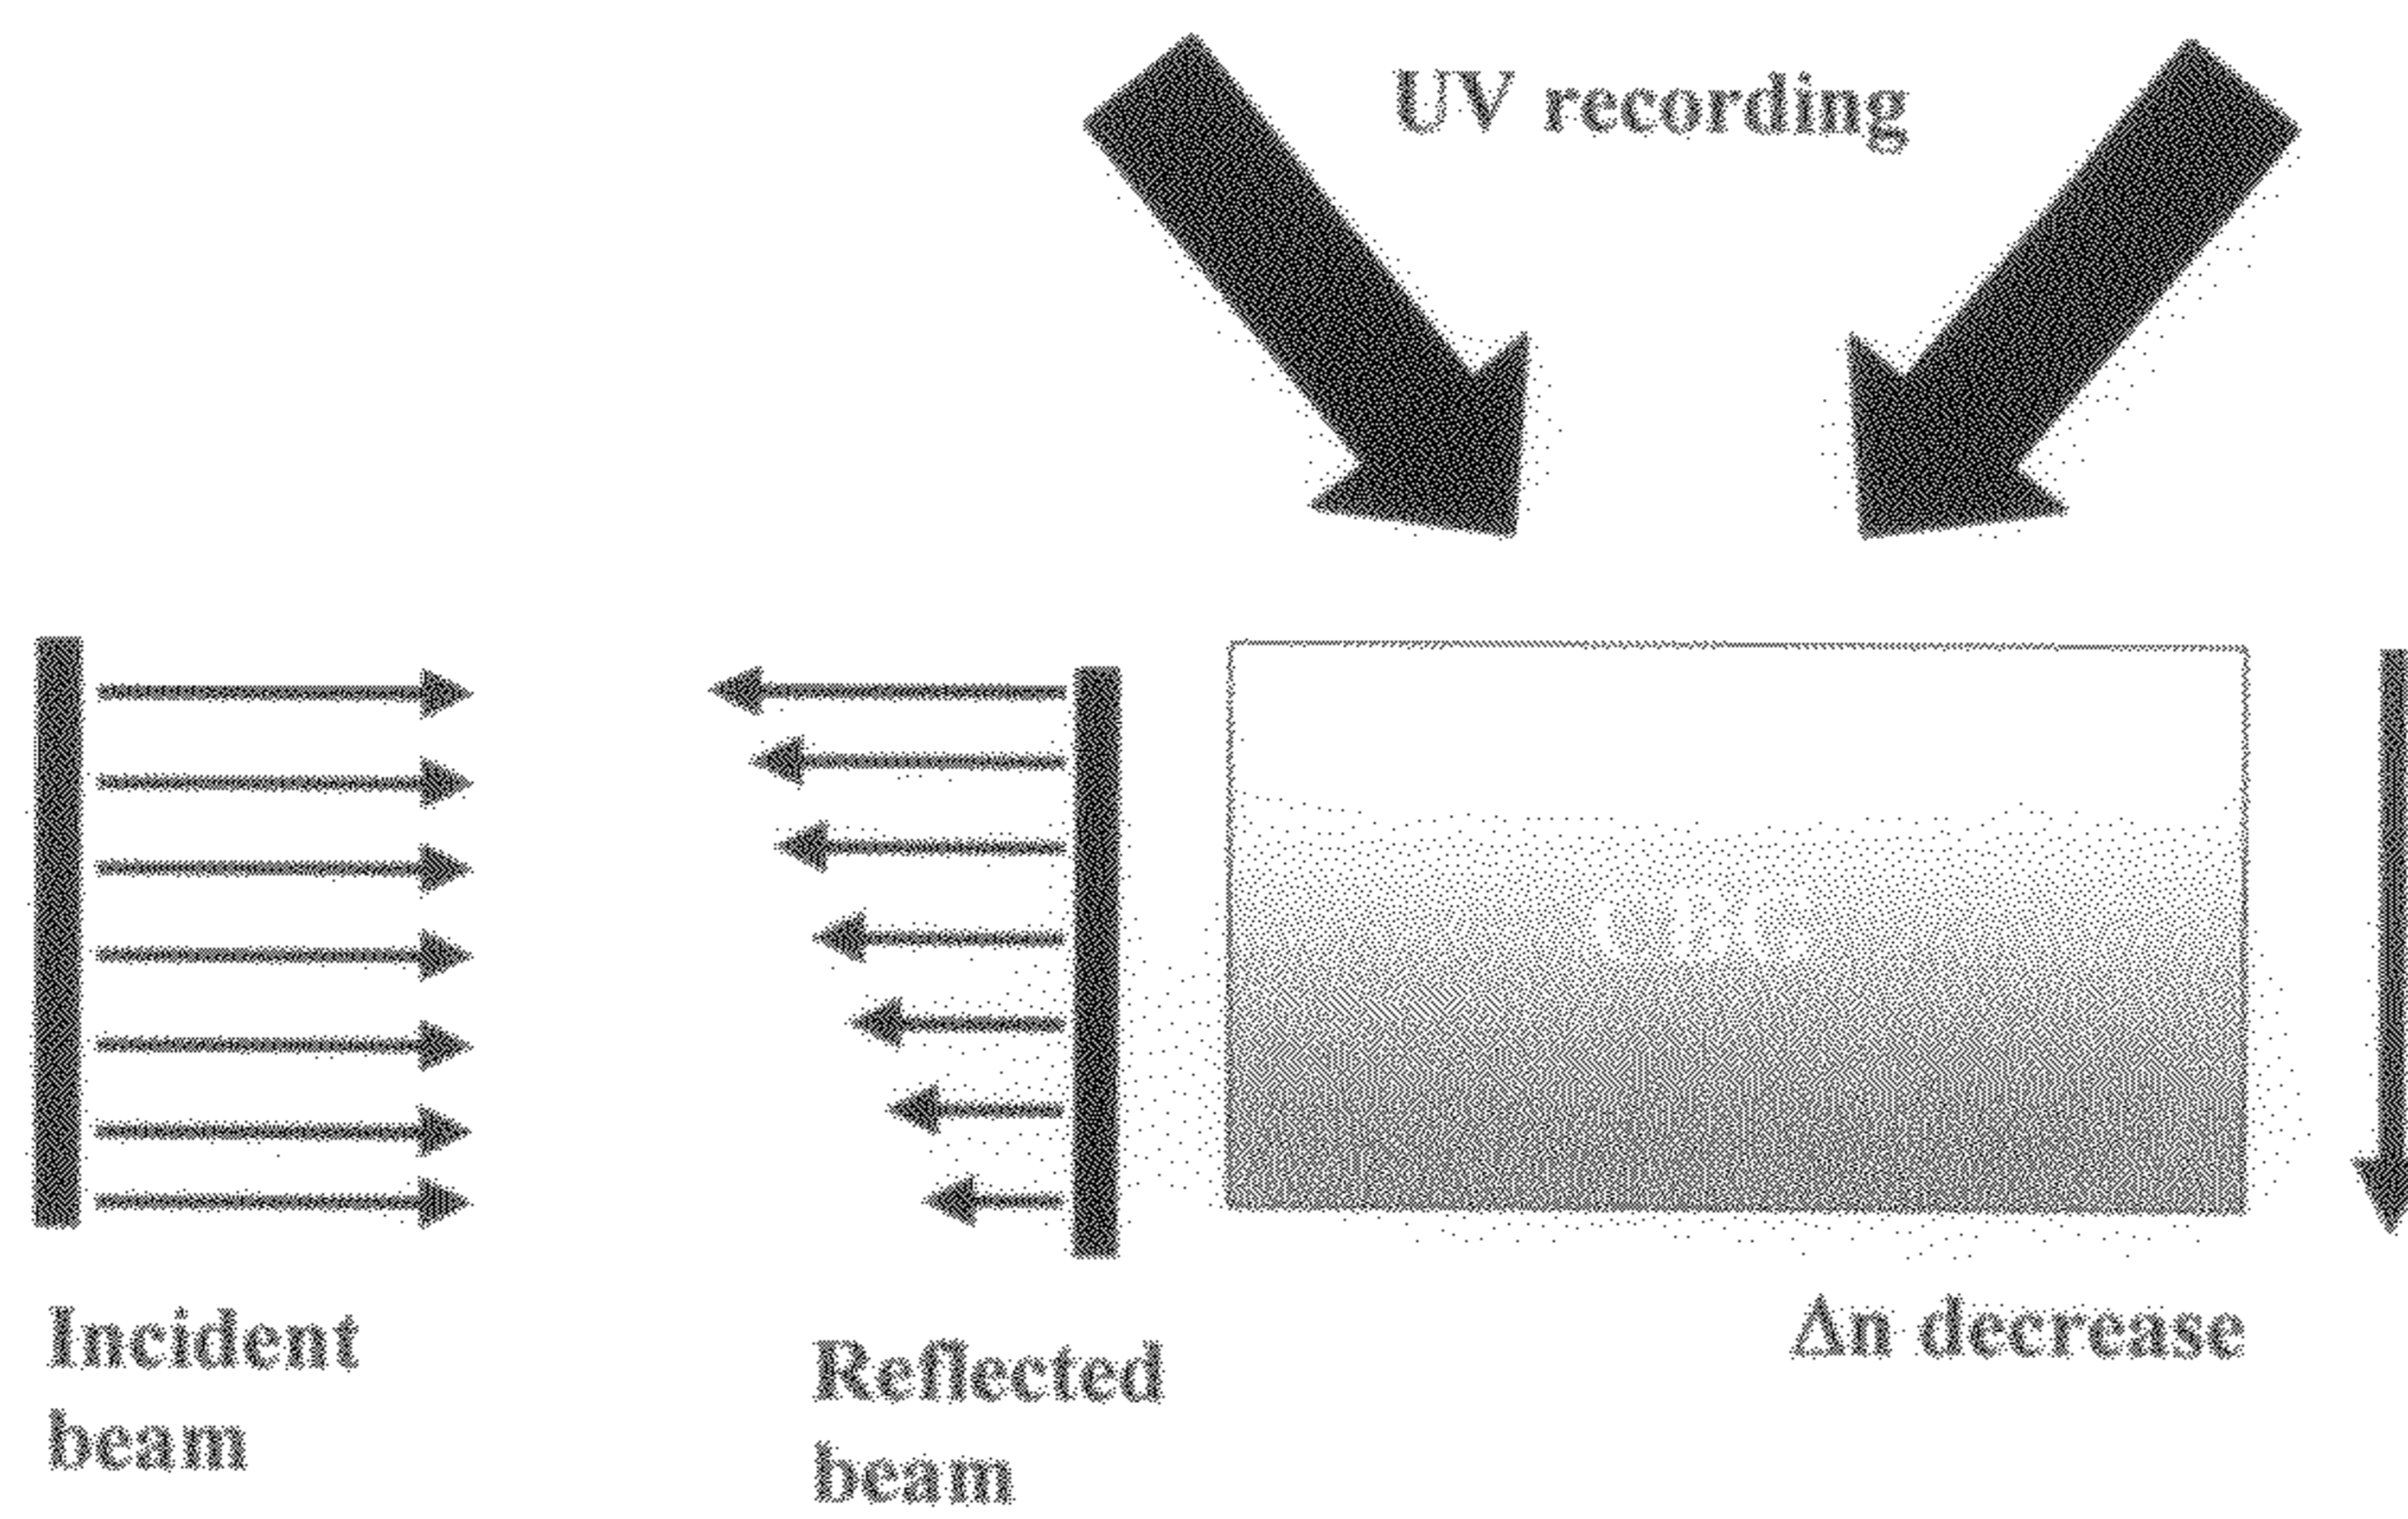 UV recording
Incident
beam
Reflected
beam
Δn decrease